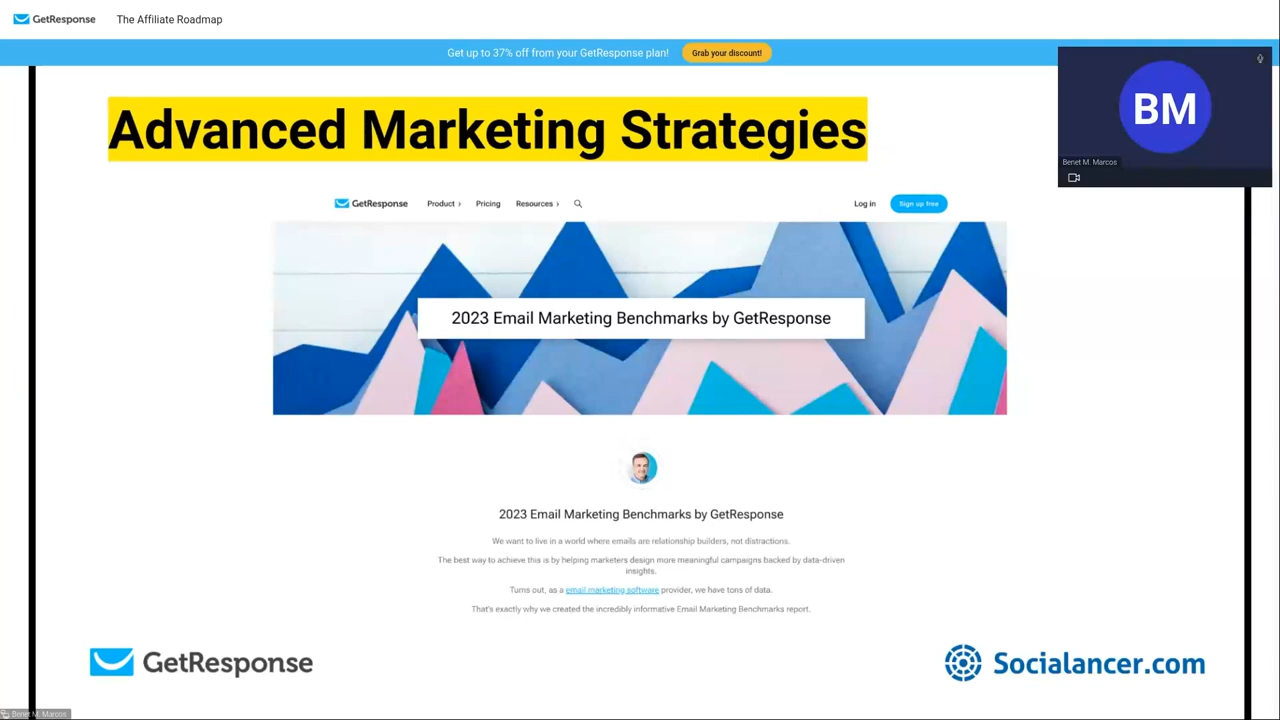 GetResponse The Affiliate Roadmap
Get up to 37% off from your GetResponse plan! Grab your discount!
BM
Benet M. Marcos
Advanced Marketing Strategies
GetResponse Product › Pricing Resources › Log in Sign up free
2023 Email Marketing Benchmarks by GetResponse
2023 Email Marketing Benchmarks by GetResponse
We want to live in a world where emails are relationship builders, not distractions.
The best way to achieve this is by helping marketers design more meaningful campaigns backed by data-driven
insights.
Turns out, as a email marketing software provider, we have tons of data.
That's exactly why we created the incredibly informative Email Marketing Benchmarks report.
GetResponse Socialancer.com
Benet M. Marcos